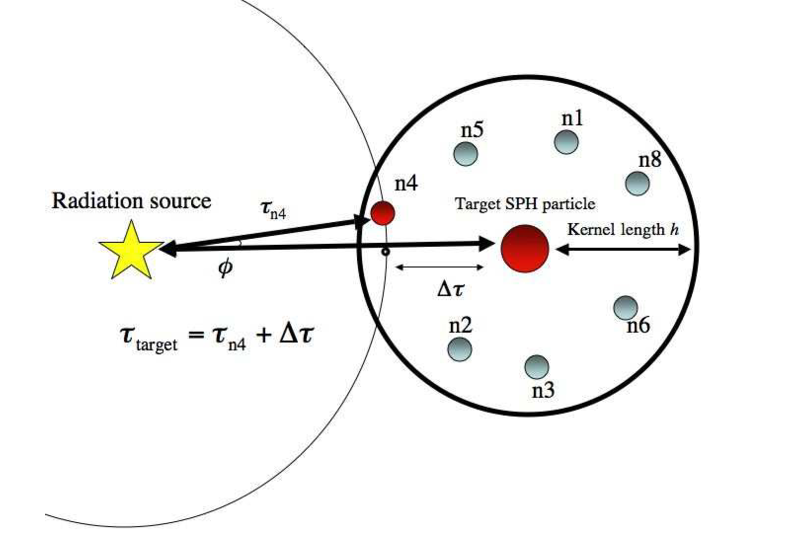 n1
n5
n8
n4
Radiation source
τn4
Target SPH particle
Kernel length h
ϕ
Δτ
τtarget = τn4 + Δτ
n2
n6
n3